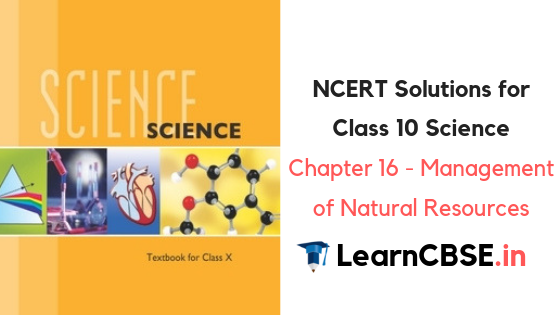 SCIENCE
SCIENCE
Textbook for Class X
NCERT Solutions for
Class 10 Science
Chapter 16 - Management
of Natural Resources
LearnCBSE.in